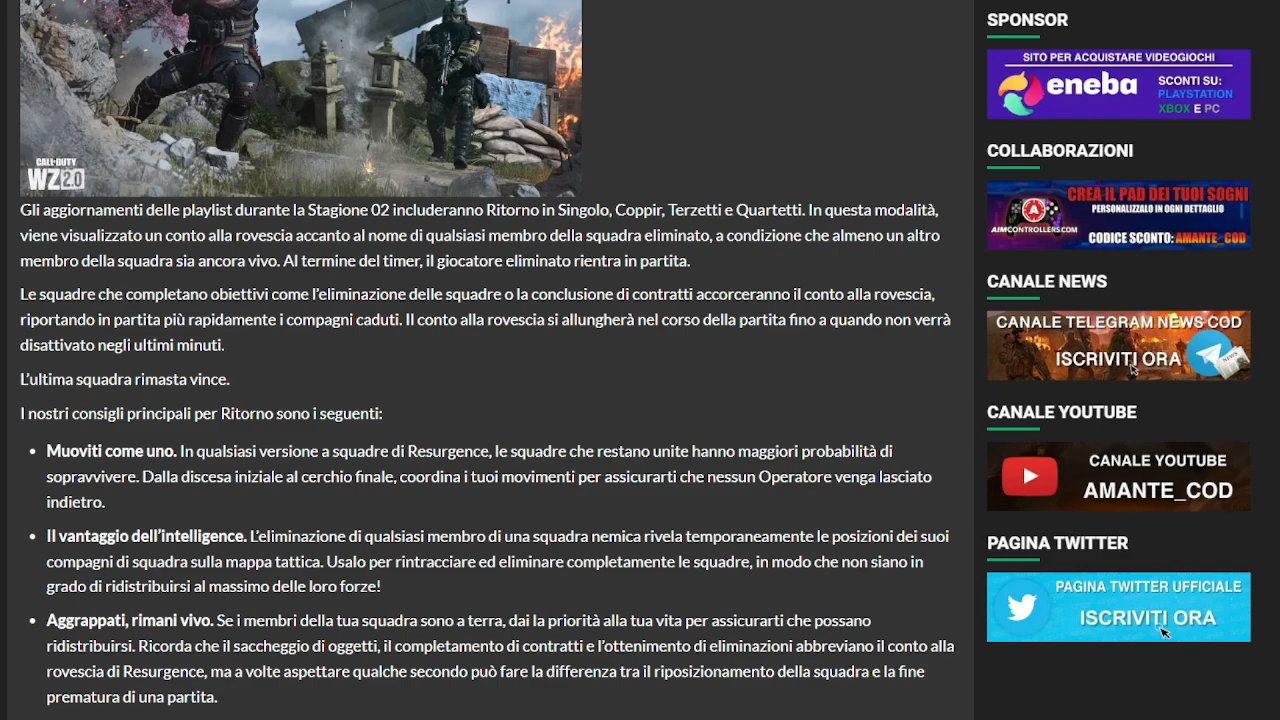 CALL OF DUTY
WZ 2.0
Gli aggiornamenti delle playlist durante la Stagione 02 includeranno Ritorno in Singolo, Coppir, Terzetti e Quartetti. In questa modalità,
viene visualizzato un conto alla rovescia accanto al nome di qualsiasi membro della squadra eliminato, a condizione che almeno un altro
membro della squadra sia ancora vivo. Al termine del timer, il giocatore eliminato rientra in partita.
Le squadre che completano obiettivi come l'eliminazione delle squadre o la conclusione di contratti accorceranno il conto alla rovescia,
riportando in partita più rapidamente i compagni caduti. Il conto alla rovescia si allungherà nel corso della partita fino a quando non verrà
disattivato negli ultimi minuti.
L'ultima squadra rimasta vince.
I nostri consigli principali per Ritorno sono i seguenti:
• Muoviti come uno. In qualsiasi versione a squadre di Resurgence, le squadre che restano unite hanno maggiori probabilità di
sopravvivere. Dalla discesa iniziale al cerchio finale, coordina i tuoi movimenti per assicurarti che nessun Operatore venga lasciato
indietro.
• Il vantaggio dell'intelligence. L'eliminazione di qualsiasi membro di una squadra nemica rivela temporaneamente le posizioni dei suoi
compagni di squadra sulla mappa tattica. Usalo per rintracciare ed eliminare completamente le squadre, in modo che non siano in
grado di ridistribuirsi al massimo delle loro forze!
• Aggrappati, rimani vivo. Se i membri della tua squadra sono a terra, dai la priorità alla tua vita per assicurarti che possano
ridistribuirsi. Ricorda che il saccheggio di oggetti, il completamento di contratti e l'ottenimento di eliminazioni abbreviano il conto alla
rovescia di Resurgence, ma a volte aspettare qualche secondo può fare la differenza tra il riposizionamento della squadra e la fine
prematura di una partita.
SPONSOR
SITO PER ACQUISTARE VIDEOGIOCHI
eneba
SCONTI SU:
PLAYSTATION
XBOX E PC
COLLABORAZIONI
CREA IL PAD DEI TUOI SOGNI
PERSONALIZZALO IN OGNI DETTAGLIO
AIMCONTROLLERS.COM
CODICE SCONTO: AMANTE_COD
CANALE NEWS
CANALE TELEGRAM NEWS COD
ISCRIVITI ORA
NEWS
CANALE YOUTUBE
CANALE YOUTUBE
AMANTE_COD
PAGINA TWITTER
PAGINA TWITTER UFFICIALE
ISCRIVITI ORA